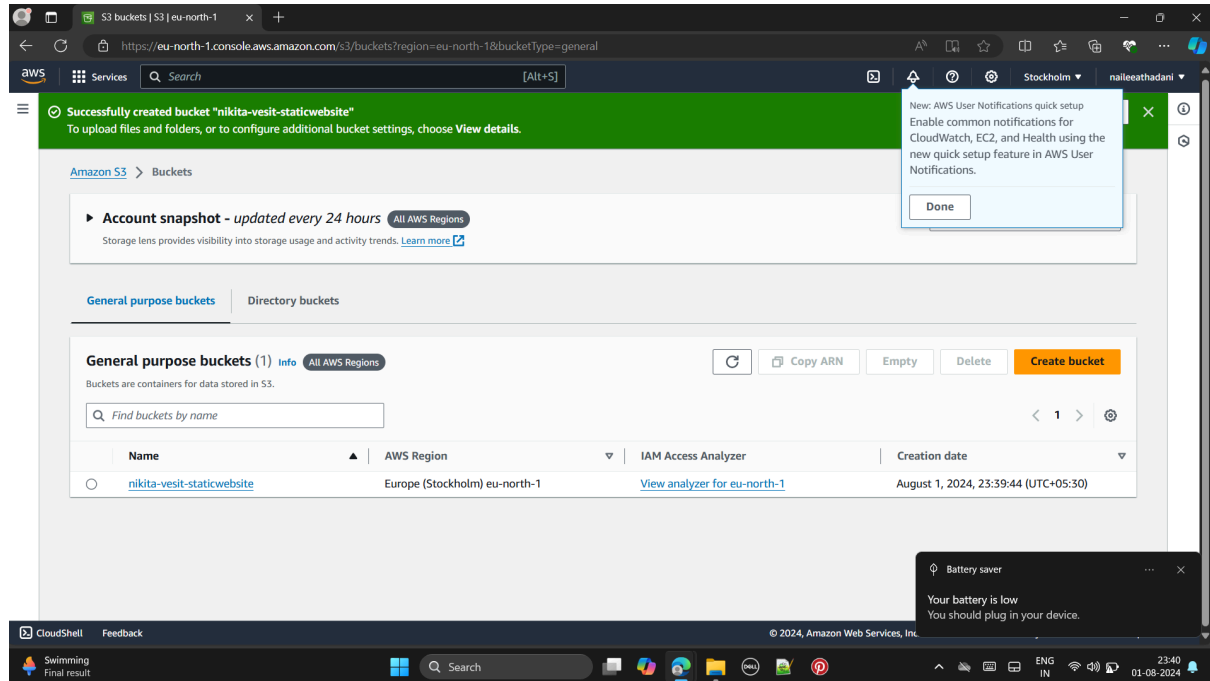 S3 buckets | S3 | eu-north-1
https://eu-north-1.console.aws.amazon.com/s3/buckets?region=eu-north-1&bucketType=general
aws
Services
Search
[Alt+S]
Stockholm
naileeathadani
Successfully created bucket "nikita-vesit-staticwebsite"
To upload files and folders, or to configure additional bucket settings, choose View details.
New: AWS User Notifications quick setup
Enable common notifications for
CloudWatch, EC2, and Health using the
new quick setup feature in AWS User
Notifications.
Done
Amazon S3 > Buckets
Account snapshot - updated every 24 hours All AWS Regions
Storage lens provides visibility into storage usage and activity trends. Learn more
General purpose buckets
Directory buckets
General purpose buckets (1) Info All AWS Regions
Buckets are containers for data stored in S3.
Copy ARN
Empty
Delete
Create bucket
Find buckets by name
1
Name
AWS Region
IAM Access Analyzer
Creation date
nikita-vesit-staticwebsite
Europe (Stockholm) eu-north-1
View analyzer for eu-north-1
August 1, 2024, 23:39:44 (UTC+05:30)
Battery saver
Your battery is low
You should plug in your device.
CloudShell
Feedback
© 2024, Amazon Web Services,
Swimming
Final result
Search
DELL
ENG
IN
23:40
01-08-2024